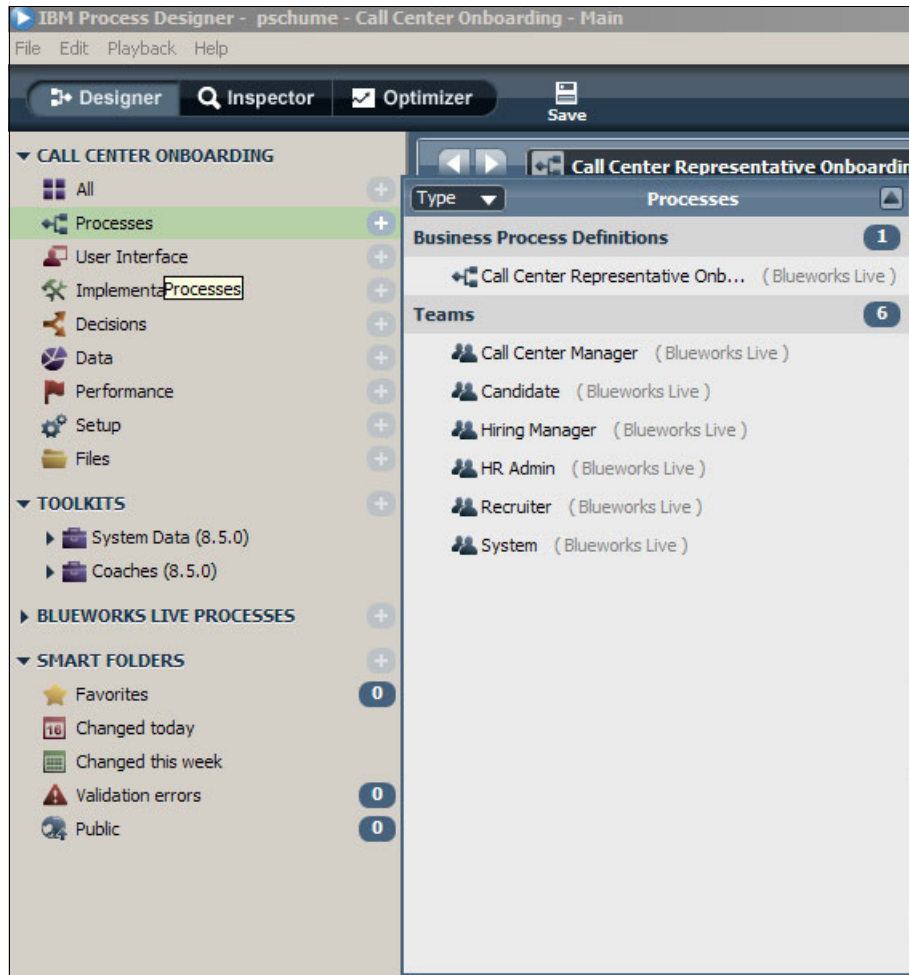 IBM Process Designer - pschume - Call Center Onboarding - Main
File Edit Playback Help
Designer Inspector Optimizer Save
CALL CENTER ONBOARDING
All
Processes
User Interface
Implementa
Processes
Decisions
Data
Performance
Setup
Files
TOOLKITS
System Data (8.5.0)
Coaches (8.5.0)
BLUEWORKS LIVE PROCESSES
SMART FOLDERS
Favorites 0
16 Changed today
Changed this week
Validation errors 0
Public 0
Call Center Representative Onboardin
Type Processes
Business Process Definitions 1
Call Center Representative Onb... ( Blueworks Live )
Teams 6
Call Center Manager ( Blueworks Live )
Candidate ( Blueworks Live )
Hiring Manager ( Blueworks Live )
HR Admin ( Blueworks Live )
Recruiter ( Blueworks Live )
System ( Blueworks Live )